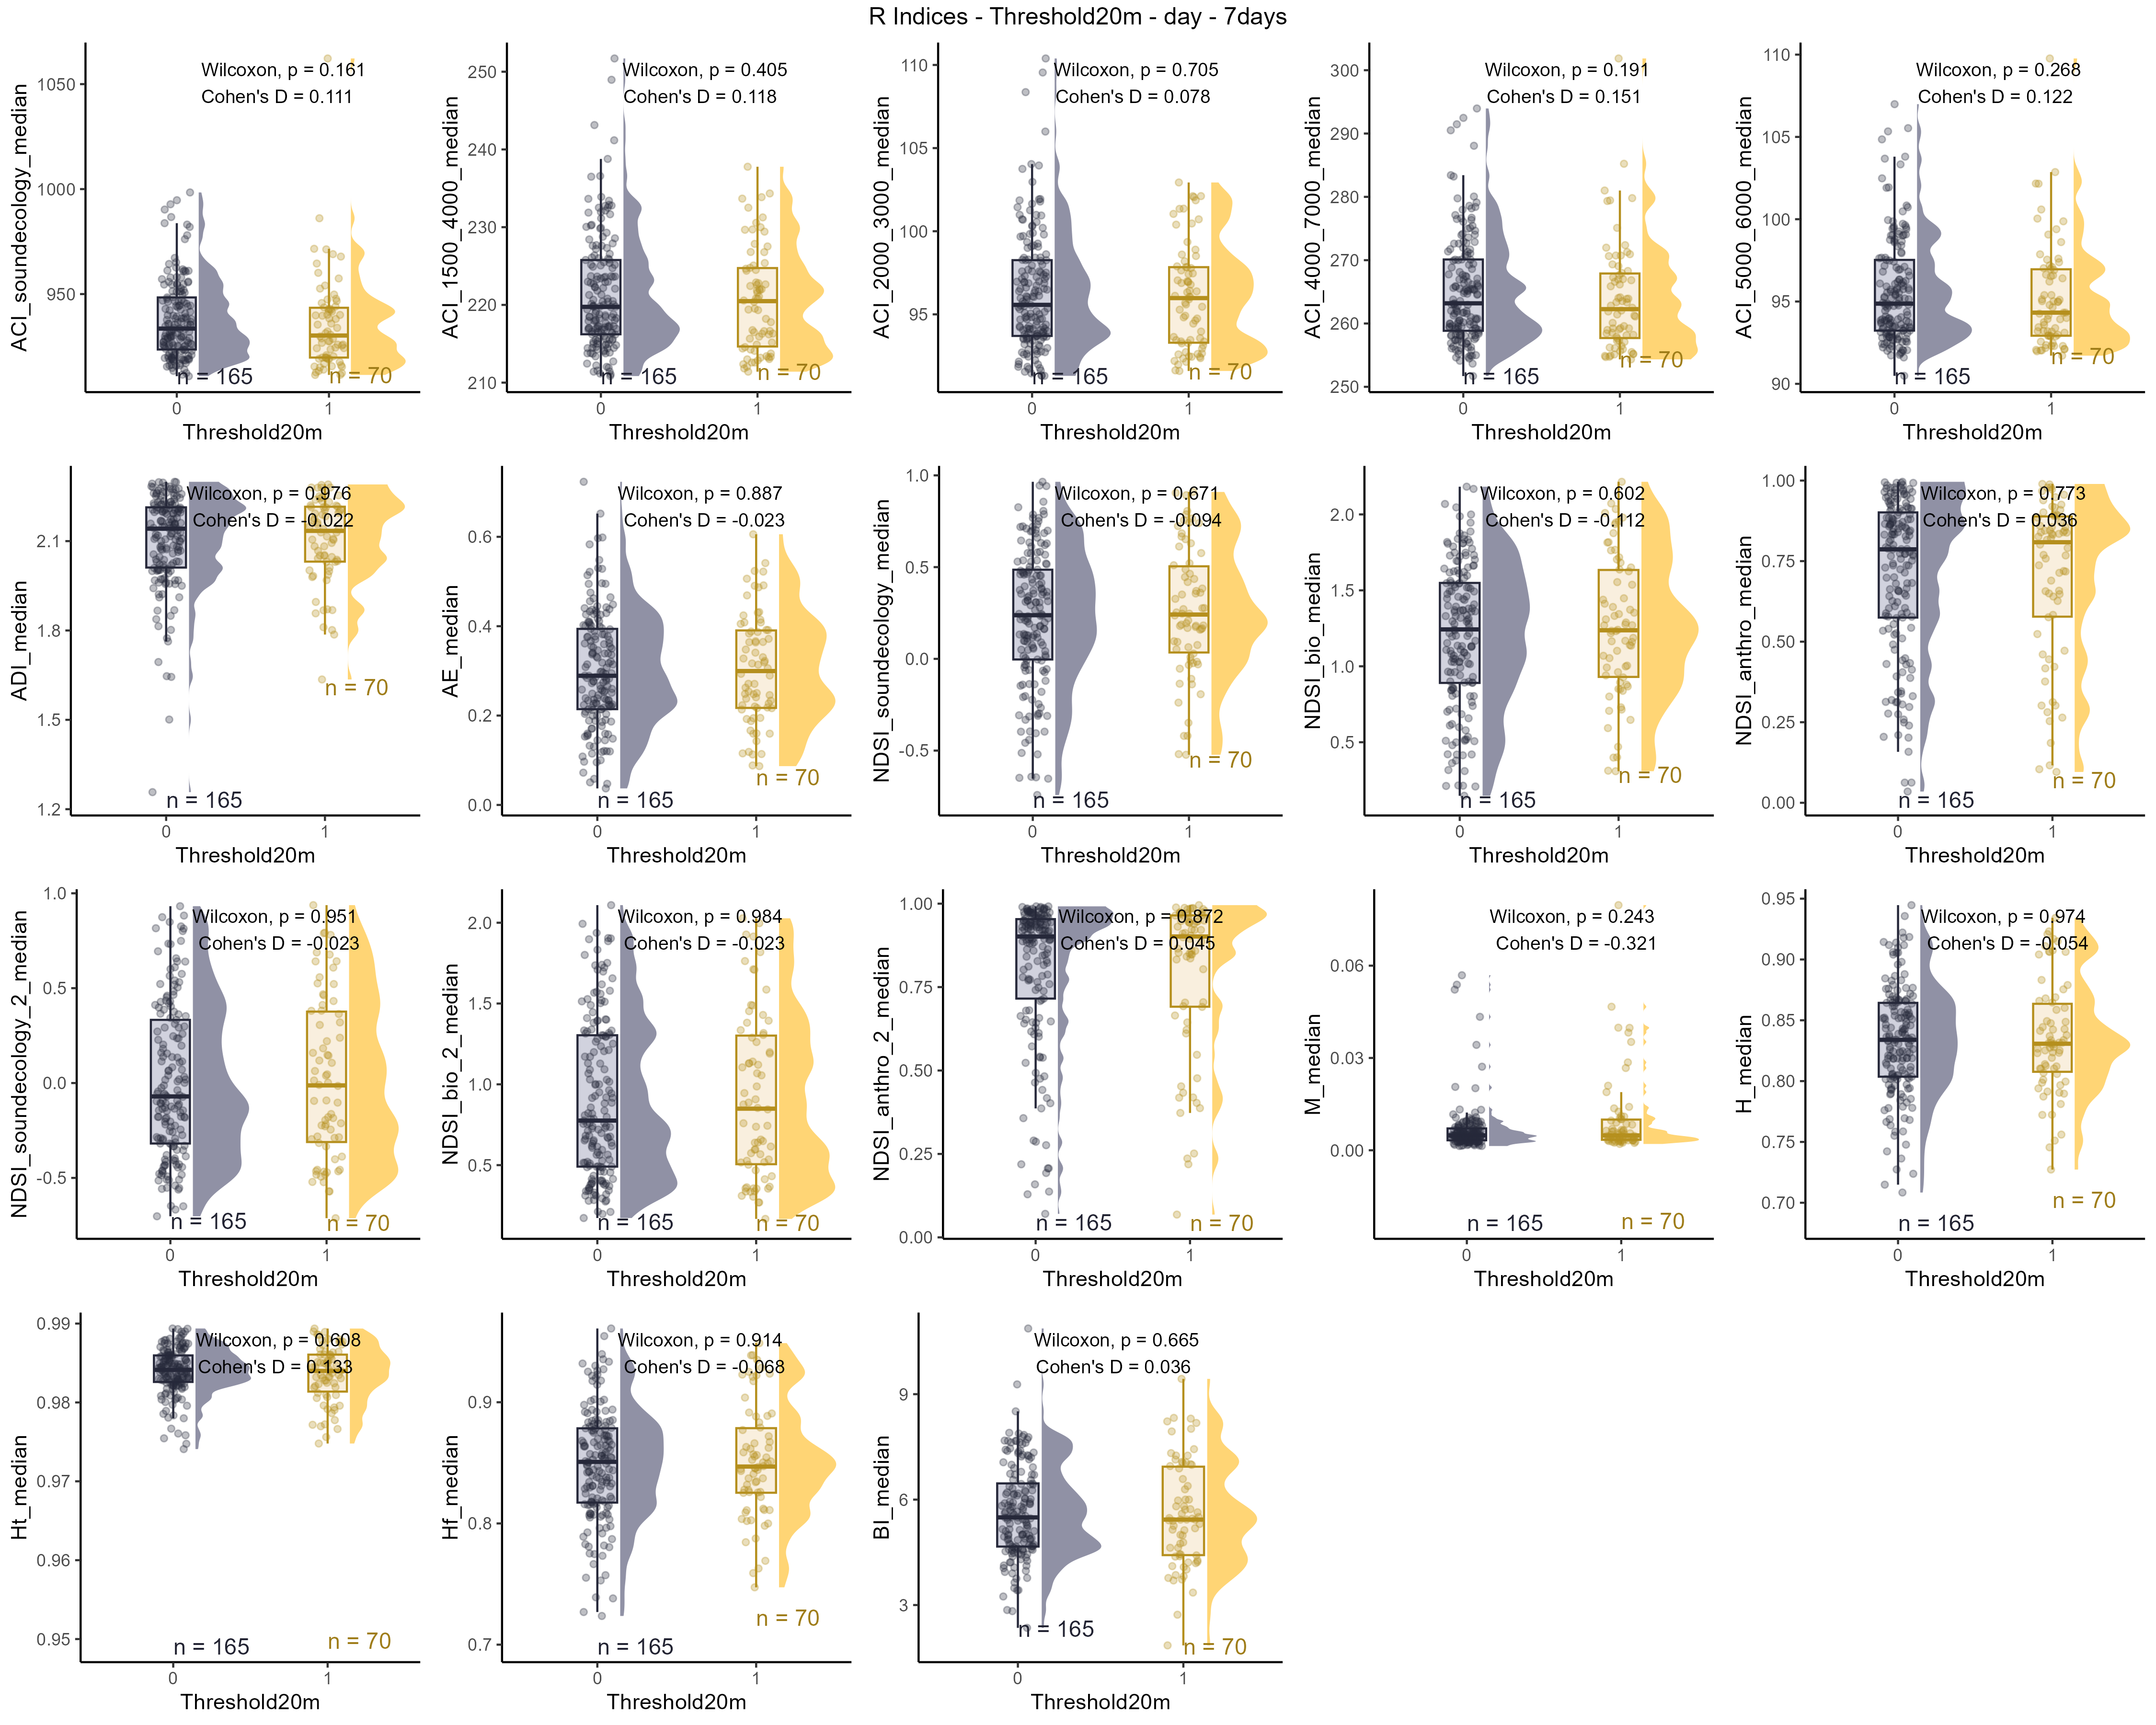 R Indices - Threshold20m - day - 7days
ACI_soundecology_median
1050
1000
950
Wilcoxon, p = 0.161
Cohen's D = 0.111
n = 165
n = 70
0
1
Threshold20m
ACI_1500_4000_median
250
240
230
220
210
Wilcoxon, p = 0.405
Cohen's D = 0.118
n = 165
n = 70
0
1
Threshold20m
ACI_2000_3000_median
110
105
100
95
Wilcoxon, p = 0.705
Cohen's D = 0.078
n = 165
n = 70
0
1
Threshold20m
ACI_4000_7000_median
300
290
280
270
260
250
Wilcoxon, p = 0.191
Cohen's D = 0.151
n = 165
n = 70
0
1
Threshold20m
ACI_5000_6000_median
110
105
100
95
90
Wilcoxon, p = 0.268
Cohen's D = 0.122
n = 165
n = 70
0
1
Threshold20m
ADI_median
2.1
1.8
1.5
1.2
Wilcoxon, p = 0.976
Cohen's D = -0.022
n = 165
n = 70
0
1
Threshold20m
AE_median
0.6
0.4
0.2
0.0
Wilcoxon, p = 0.887
Cohen's D = -0.023
n = 165
n = 70
0
1
Threshold20m
NDSI_soundecology_median
1.0
0.5
0.0
-0.5
Wilcoxon, p = 0.671
Cohen's D = -0.094
n = 165
n = 70
0
1
Threshold20m
NDSI_bio_median
2.0
1.5
1.0
0.5
Wilcoxon, p = 0.602
Cohen's D = -0.112
n = 165
n = 70
0
1
Threshold20m
NDSI_anthro_median
1.00
0.75
0.50
0.25
0.00
Wilcoxon, p = 0.773
Cohen's D = 0.036
n = 165
n = 70
0
1
Threshold20m
NDSI_soundecology_2_median
1.0
0.5
0.0
-0.5
Wilcoxon, p = 0.951
Cohen's D = -0.023
n = 165
n = 70
0
1
Threshold20m
NDSI_bio_2_median
2.0
1.5
1.0
0.5
Wilcoxon, p = 0.984
Cohen's D = -0.023
n = 165
n = 70
0
1
Threshold20m
NDSI_anthro_2_median
1.00
0.75
0.50
0.25
0.00
Wilcoxon, p = 0.872
Cohen's D = 0.045
n = 165
n = 70
0
1
Threshold20m
M_median
0.06
0.03
0.00
Wilcoxon, p = 0.243
Cohen's D = -0.321
n = 165
n = 70
0
1
Threshold20m
H_median
0.95
0.90
0.85
0.80
0.75
0.70
Wilcoxon, p = 0.974
Cohen's D = -0.054
n = 165
n = 70
0
1
Threshold20m
Ht_median
0.99
0.98
0.97
0.96
0.95
Wilcoxon, p = 0.608
Cohen's D = 0.133
n = 165
n = 70
0
1
Threshold20m
Hf_median
0.9
0.8
0.7
Wilcoxon, p = 0.914
Cohen's D = -0.068
n = 165
n = 70
0
1
Threshold20m
BI_median
9
6
3
Wilcoxon, p = 0.665
Cohen's D = 0.036
n = 165
n = 70
0
1
Threshold20m